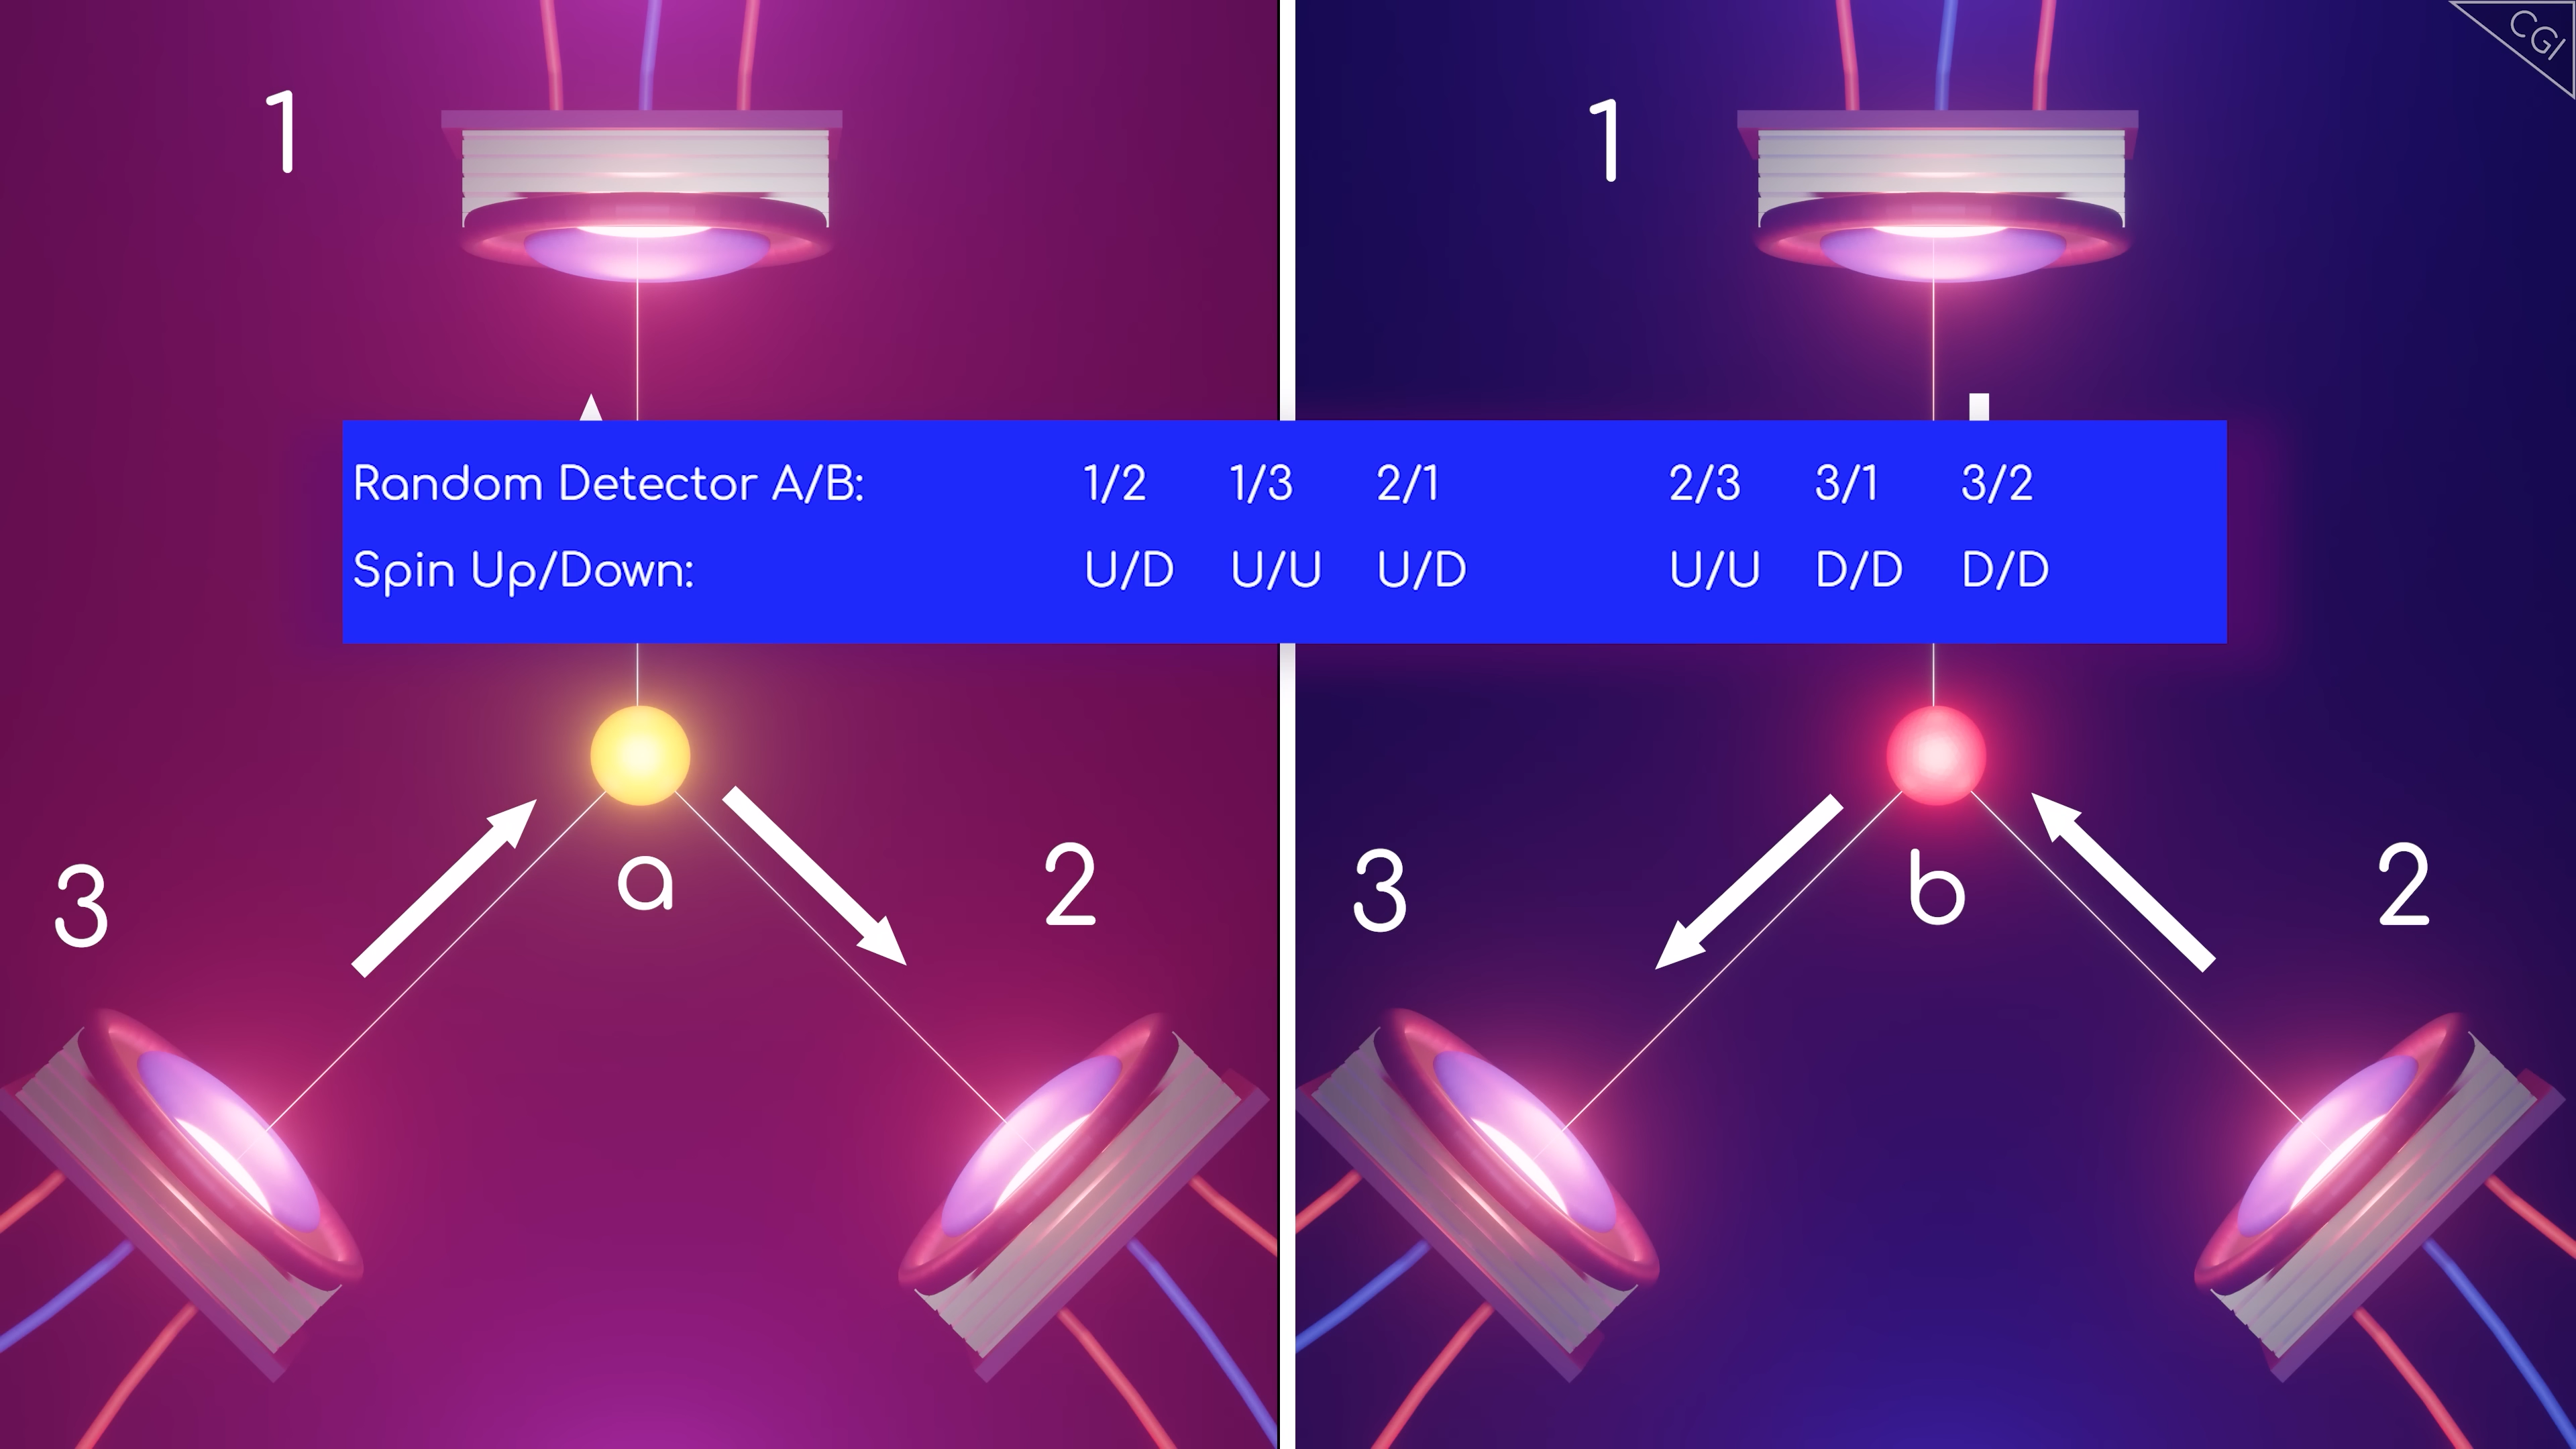 CGI
1
1
Random Detector A/B: 1/2 1/3 2/1 2/3 3/1 3/2
Spin Up/Down: U/D U/U U/D U/U D/D D/D
3
a
2
3
b
2